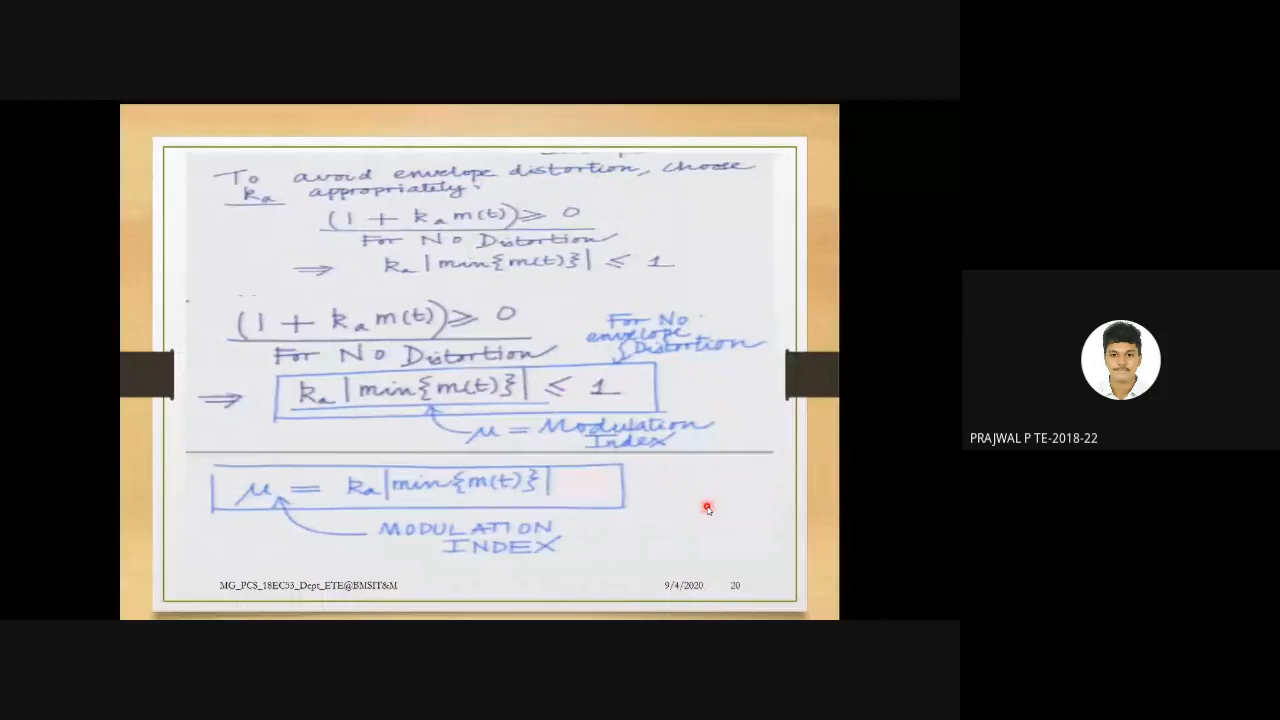 To avoid envelope distortion, choose
ka appropriately.
(1 + ka m(t)) ⩾ 0
For No Distortion
⇒ ka |min{m(t)}| ⩽ 1
(1 + ka m(t)) ⩾ 0
For No Distortion
For No
envelope
Distortion
⇒ ka |min{m(t)}| ⩽ 1
μ = Modulation
Index
μ = ka |min{m(t)}|
MODULATION
INDEX
MG_PCS_18EC53_Dept_ETE@BMSIT&M 9/4/2020 20
PRAJWAL P TE-2018-22